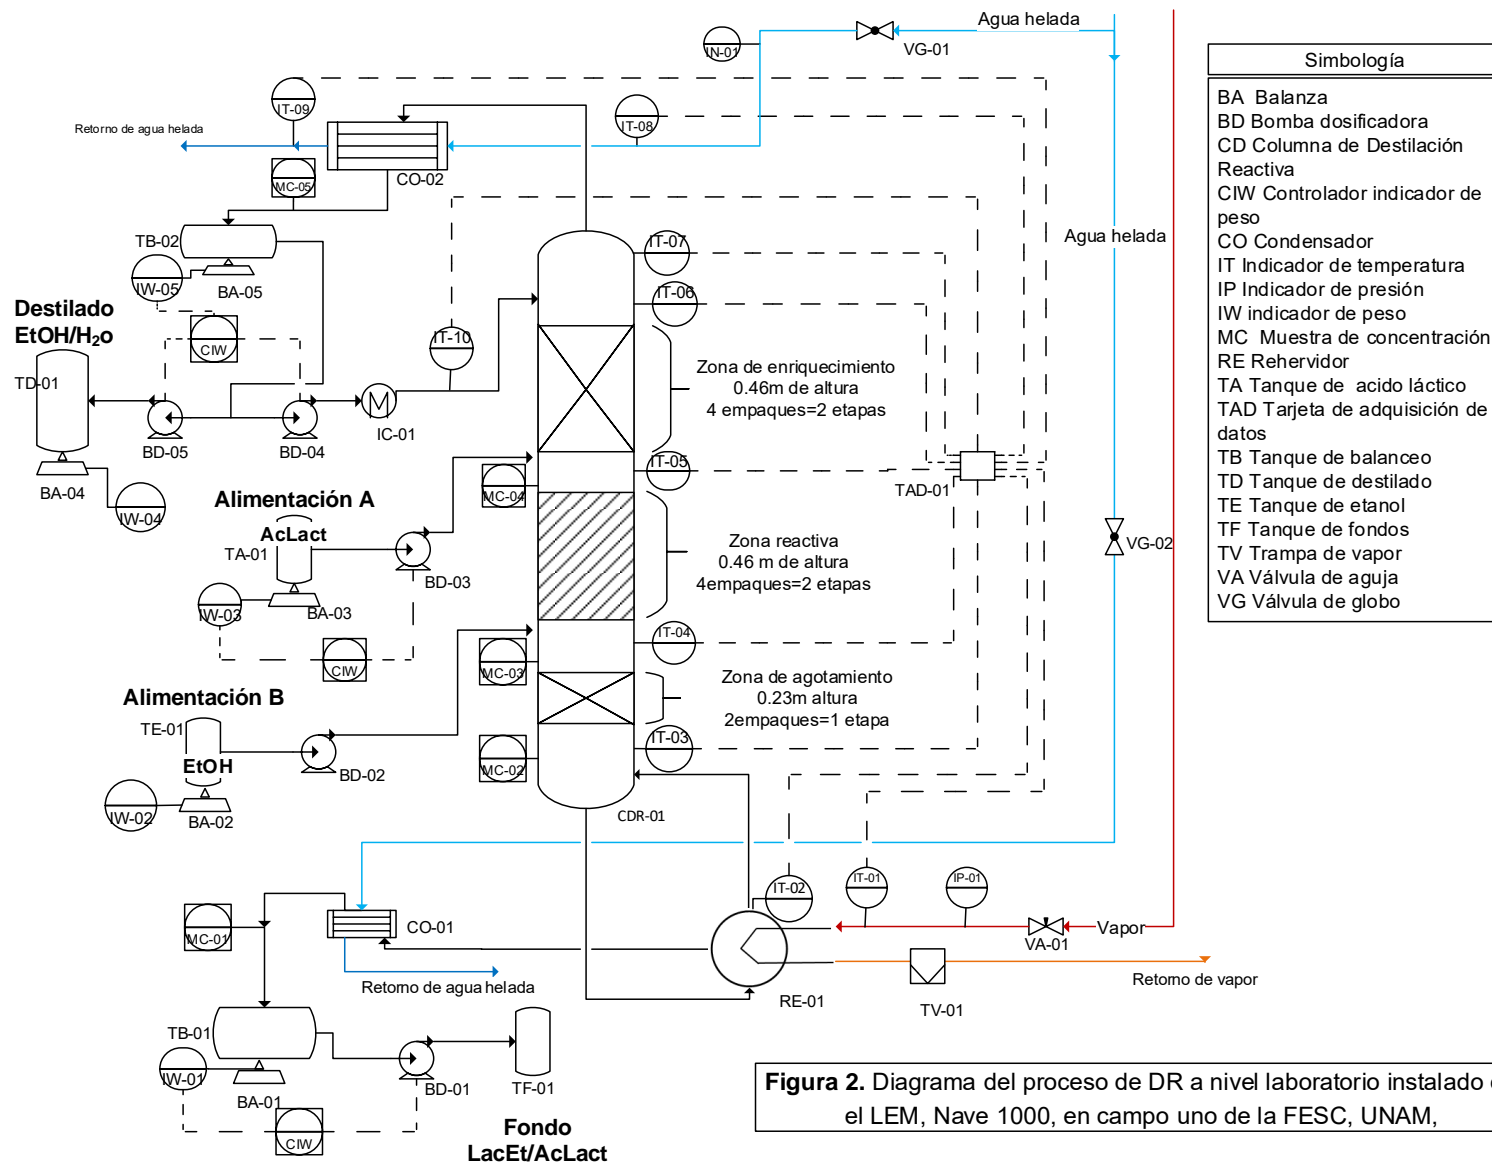 Agua helada
IN-01
VG-01
Simbología
BA Balanza
BD Bomba dosificadora
CD Columna de Destilación
Reactiva
CIW Controlador indicador de
peso
CO Condensador
IT Indicador de temperatura
IP Indicador de presión
IW indicador de peso
MC Muestra de concentración
RE Rehervidor
TA Tanque de acido láctico
TAD Tarjeta de adquisición de
datos
TB Tanque de balanceo
TD Tanque de destilado
TE Tanque de etanol
TF Tanque de fondos
TV Trampa de vapor
VA Válvula de aguja
VG Válvula de globo
IT-09
IT-08
Retorno de agua helada
CO-02
MC-05
TB-02
IW-05
BA-05
Agua helada
IT-07
IT-06
Destilado
EtOH/H₂o
CIW
IT-10
TD-01
IC-01
BD-05
BD-04
BA-04
IW-04
Zona de enriquecimiento
0.46m de altura
4 empaques=2 etapas
IT-05
MC-04
TAD-01
Alimentación A
AcLact
TA-01
BD-03
BA-03
IW-03
CIW
Zona reactiva
0.46 m de altura
4empaques=2 etapas
VG-02
IT-04
MC-03
Alimentación B
TE-01
EtOH
BD-02
IW-02
BA-02
Zona de agotamiento
0.23m altura
2empaques=1 etapa
IT-03
MC-02
CDR-01
IT-02
IT-01
IP-01
MC-01
CO-01
VA-01
Vapor
Retorno de agua helada
RE-01
TV-01
Retorno de vapor
TB-01
IW-01
BA-01
BD-01
TF-01
CIW
Fondo
LacEt/AcLact
Figura 2. Diagrama del proceso de DR a nivel laboratorio instalado
el LEM, Nave 1000, en campo uno de la FESC, UNAM,